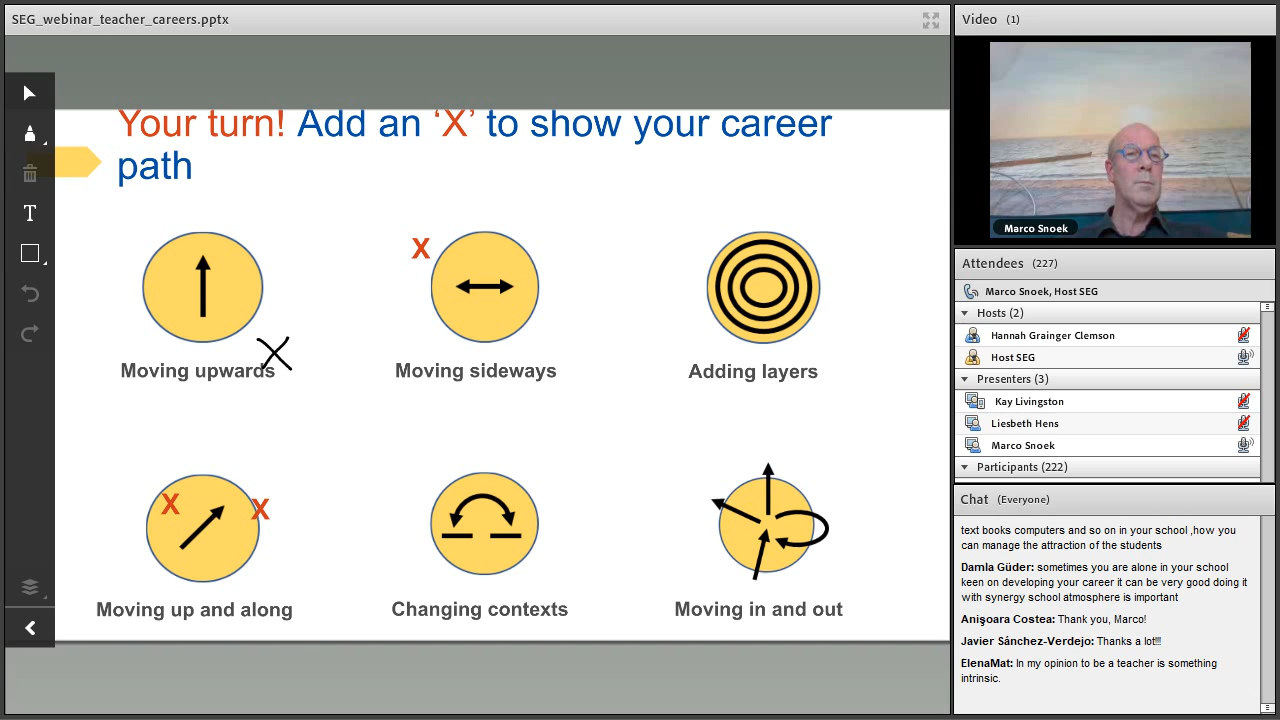 SEG_webinar_teacher_careers.pptx
Your turn! Add an ‘X’ to show your career
path
X
Moving upwards
Moving sideways
Adding layers
X X
Moving up and along
Changing contexts
Moving in and out
T
Video (1)
Marco Snoek
Attendees (227)
Marco Snoek, Host SEG
Hosts (2)
Hannah Grainger Clemson
Host SEG
Presenters (3)
Kay Livingston
Liesbeth Hens
Marco Snoek
Participants (222)
Chat (Everyone)
text books computers and so on in your school ,how you
can manage the attraction of the students
Damla Güder: sometimes you are alone in your school
keen on developing your career it can be very good doing it
with synergy school atmosphere is important
Anişoara Costea: Thank you, Marco!
Javier Sánchez-Verdejo: Thanks a lot!!!
ElenaMat: In my opinion to be a teacher is something
intrinsic.